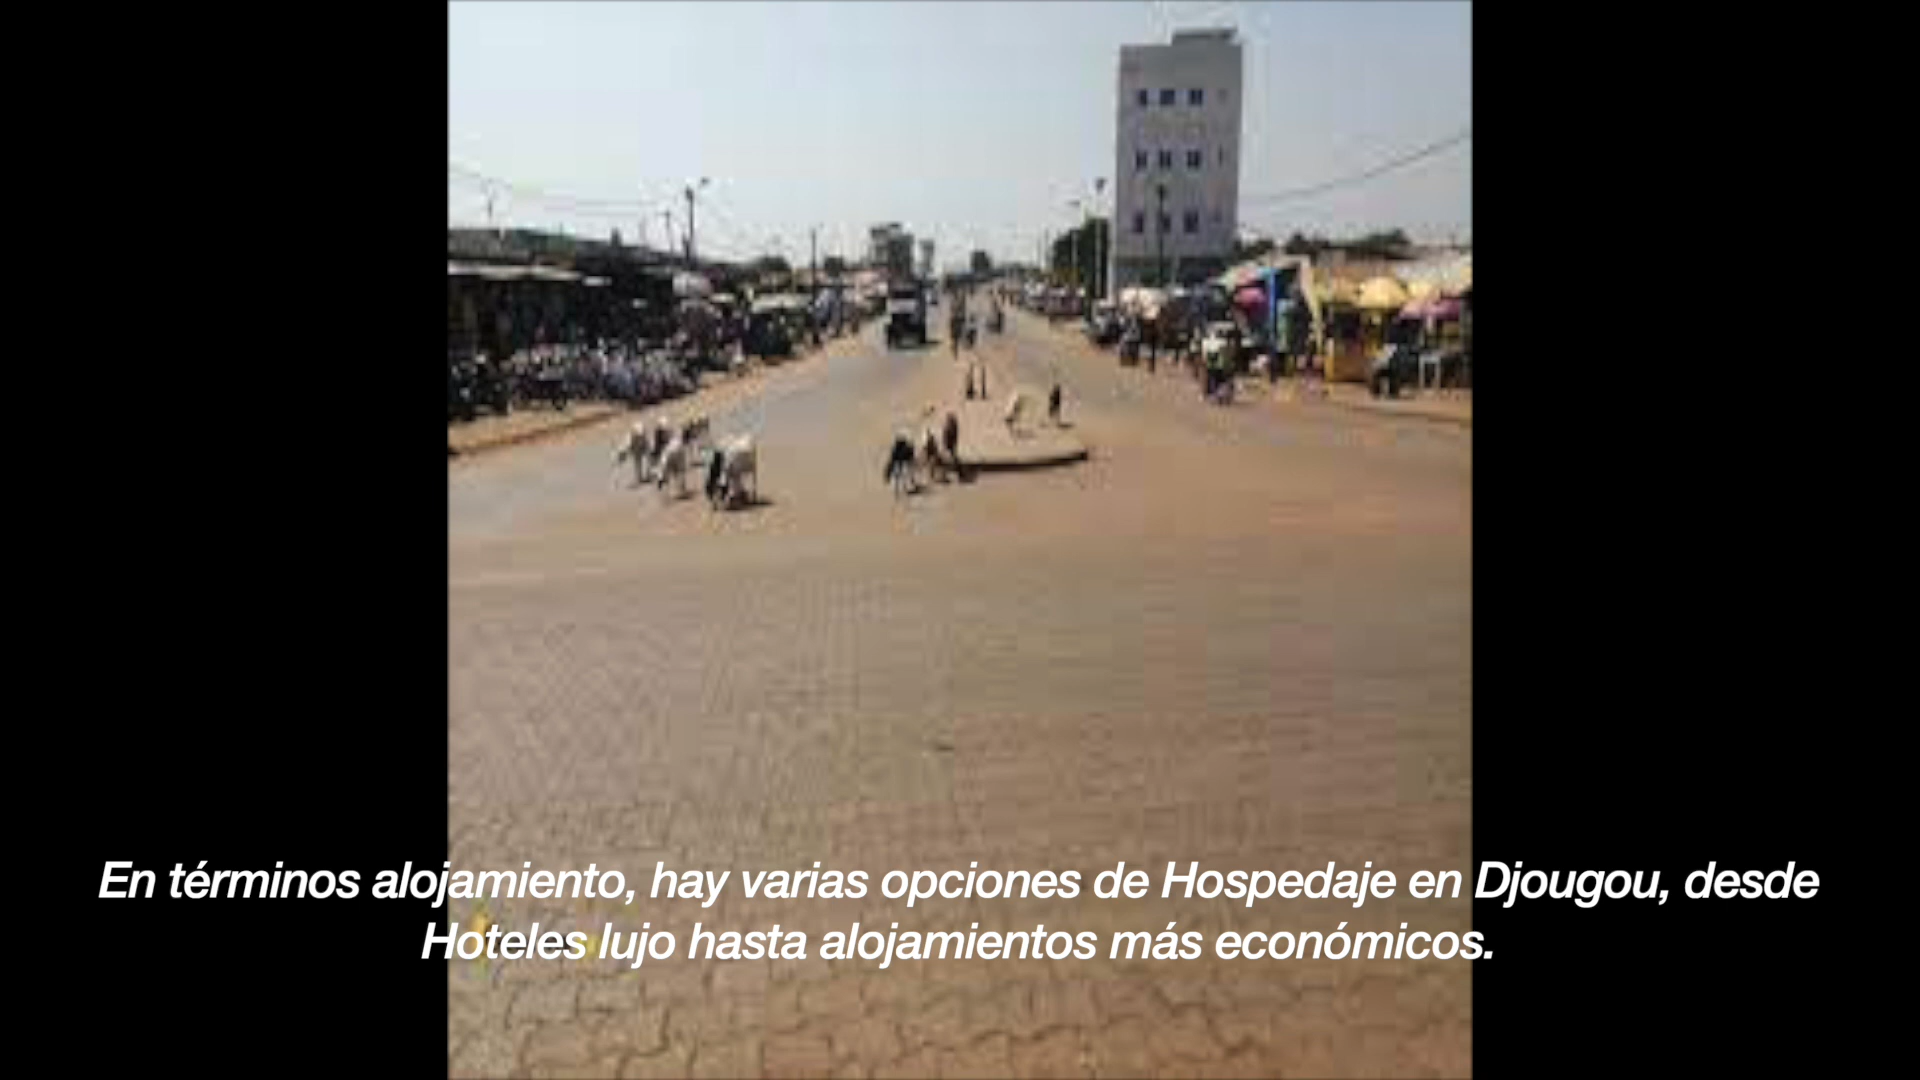 En términos alojamiento, hay varias opciones de Hospedaje en Djougou, desde
Hoteles lujo hasta alojamientos más económicos.